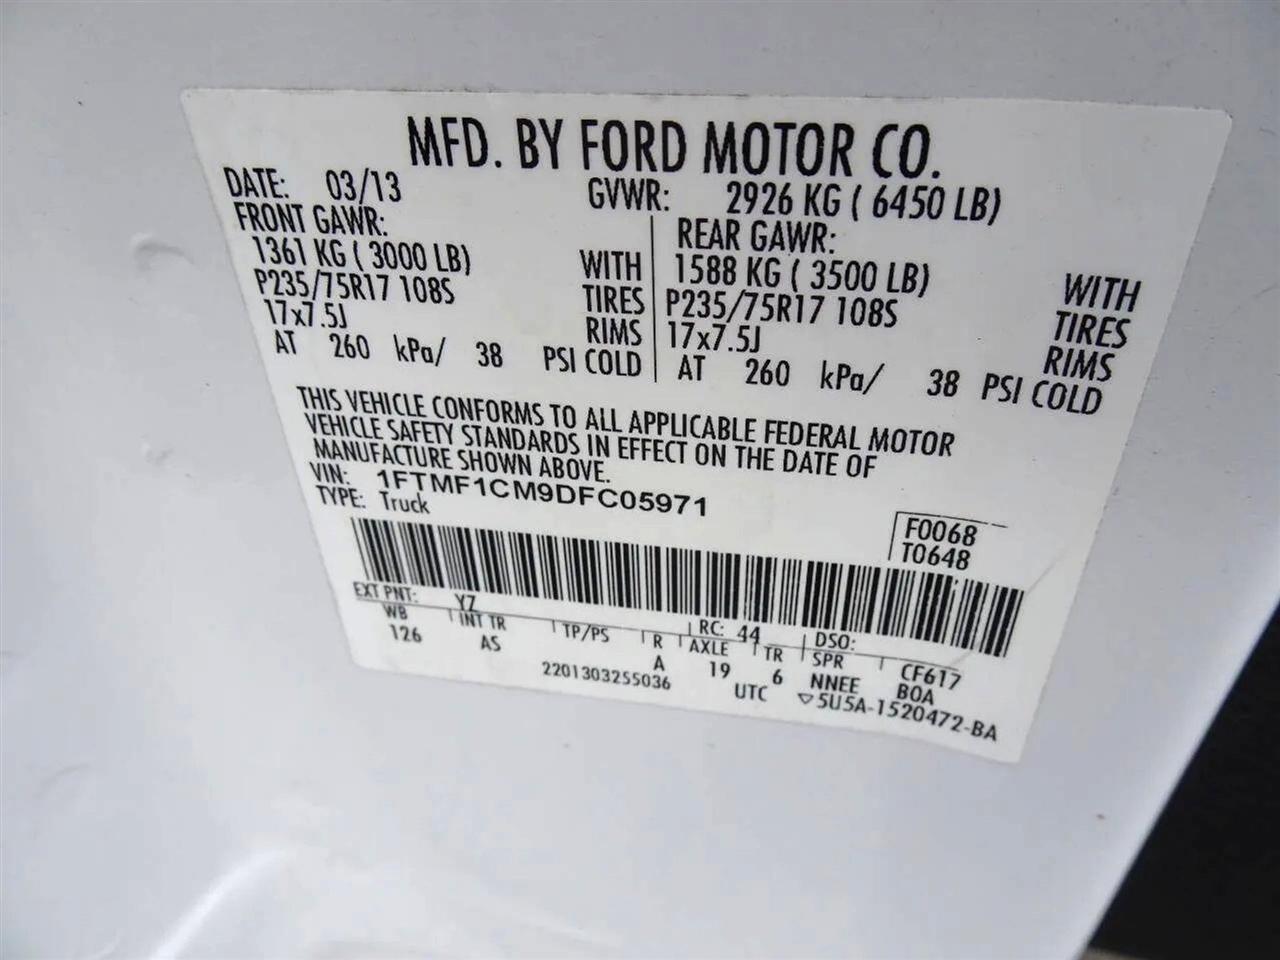 MFD. BY FORD MOTOR CO.
DATE: 03/13 GVWR: 2926 KG ( 6450 LB)
FRONT GAWR: REAR GAWR:
1361 KG ( 3000 LB) WITH 1588 KG ( 3500 LB) WITH
P235/75R17 108S TIRES P235/75R17 108S TIRES
17x7.5J RIMS 17x7.5J RIMS
AT 260 kPa/ 38 PSI COLD AT 260 kPa/ 38 PSI COLD
THIS VEHICLE CONFORMS TO ALL APPLICABLE FEDERAL MOTOR
VEHICLE SAFETY STANDARDS IN EFFECT ON THE DATE OF
MANUFACTURE SHOWN ABOVE.
VIN: 1FTMF1CM9DFC05971
TYPE: Truck
F0068
T0648
EXT PNT: YZ RC: 44 DSO:
WB INT TR TP/PS R AXLE TR SPR CF617
126 AS A 19 6 NNEE BOA
2201303255036 UTC ▽5U5A-1520472-BA